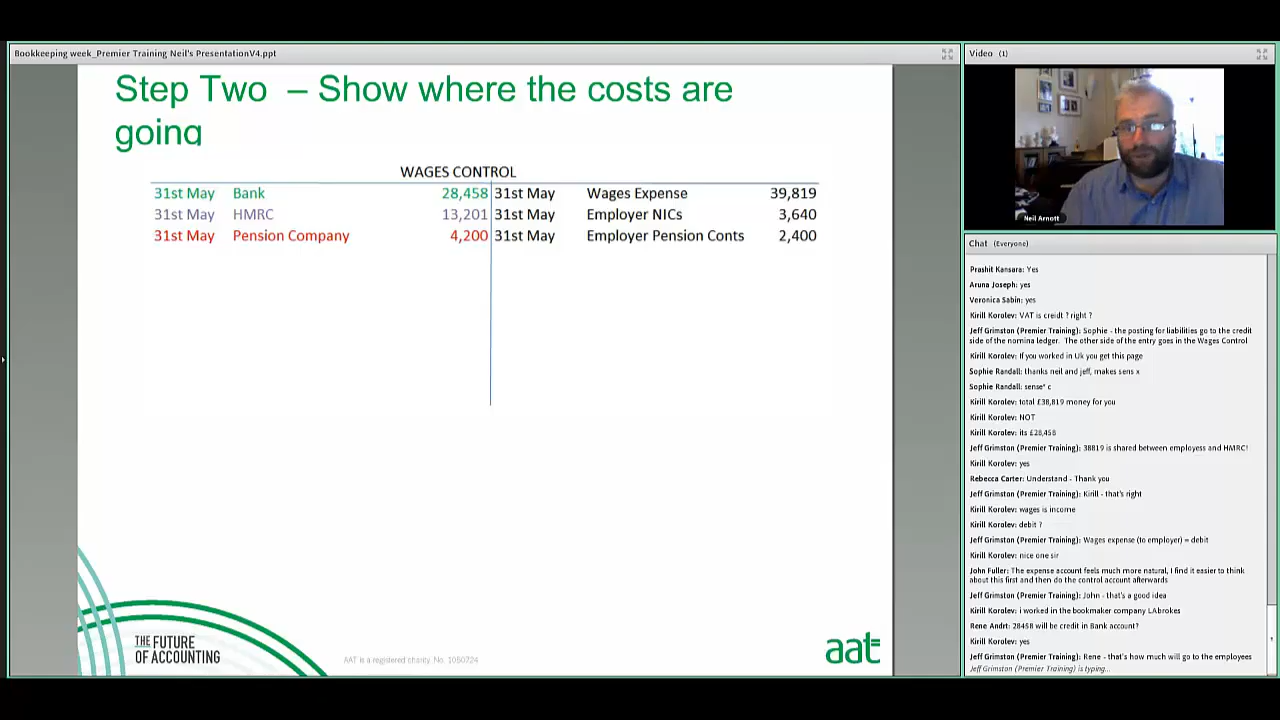 Bookkeeping week_Premier Training Neil's PresentationV4.ppt
Step Two – Show where the costs are
going
WAGES CONTROL
31st May Bank 28,458 31st May Wages Expense 39,819
31st May HMRC 13,201 31st May Employer NICs 3,640
31st May Pension Company 4,200 31st May Employer Pension Conts 2,400
THE FUTURE
OF ACCOUNTING
AAT is a registered charity. No. 1050724
aat
Video (1)
Neil Arnott
Chat (Everyone)
Prashit Kansara: Yes
Aruna Joseph: yes
Veronica Sabin: yes
Kirill Korolev: VAT is creidt ? right ?
Jeff Grimston (Premier Training): Sophie - the posting for liabilities go to the credit
side of the nomina ledger. The other side of the entry goes in the Wages Control
Kirill Korolev: If you worked in Uk you get this page
Sophie Randall: thanks neil and jeff, makes sens x
Sophie Randall: sense* c
Kirill Korolev: total £38,819 money for you
Kirill Korolev: NOT
Kirill Korolev: its £28,458
Jeff Grimston (Premier Training): 38819 is shared between employess and HMRC!
Kirill Korolev: yes
Rebecca Carter: Understand - Thank you
Jeff Grimston (Premier Training): Kirill - that's right
Kirill Korolev: wages is income
Kirill Korolev: debit ?
Jeff Grimston (Premier Training): Wages expense (to employer) = debit
Kirill Korolev: nice one sir
John Fuller: The expense account feels much more natural, I find it easier to think
about this first and then do the control account afterwards
Jeff Grimston (Premier Training): John - that's a good idea
Kirill Korolev: i worked in the bookmaker company LAbrokes
Rene Andrt: 28458 will be credit in Bank account?
Kirill Korolev: yes
Jeff Grimston (Premier Training): Rene - that's how much will go to the employees
Jeff Grimston (Premier Training) is typing...